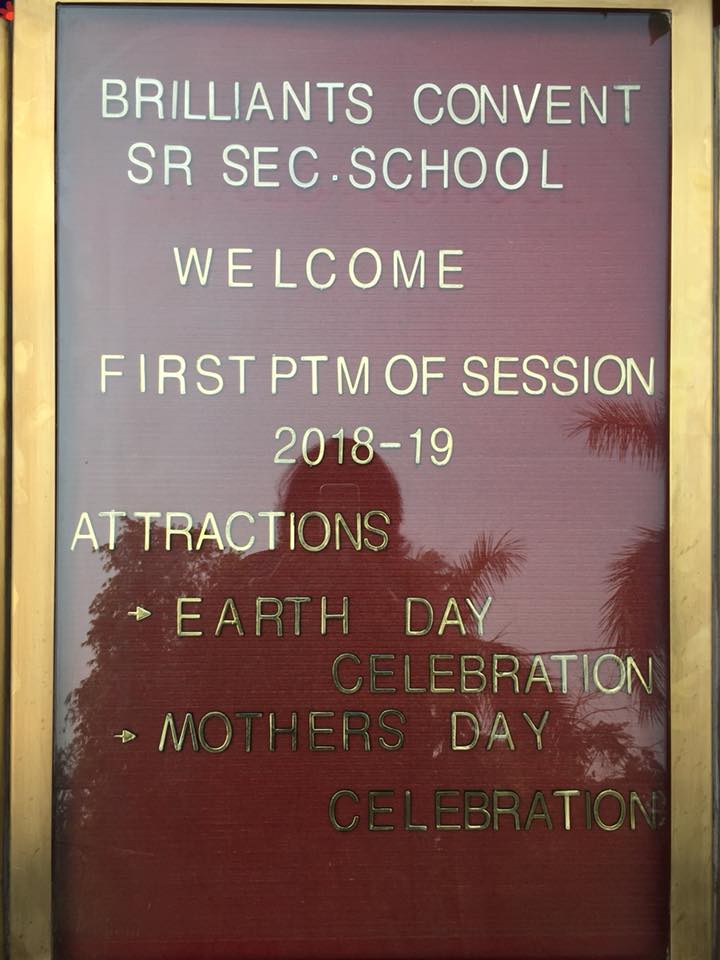 BRILLIANTS CONVENT
SR SEC.SCHOOL
WELCOME
FIRST PTM OF SESSION
2018-19
ATTRACTIONS
→ EARTH DAY
CELEBRATION
→ MOTHERS DAY
CELEBRATION